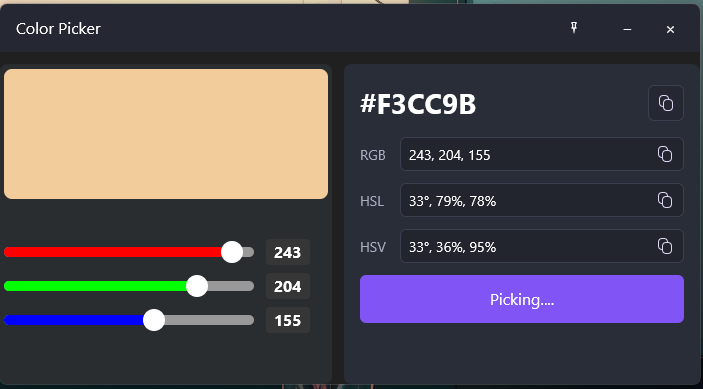 Color Picker
#F3CC9B
RGB 243, 204, 155
HSL 33°, 79%, 78%
HSV 33°, 36%, 95%
243
204
155
Picking....